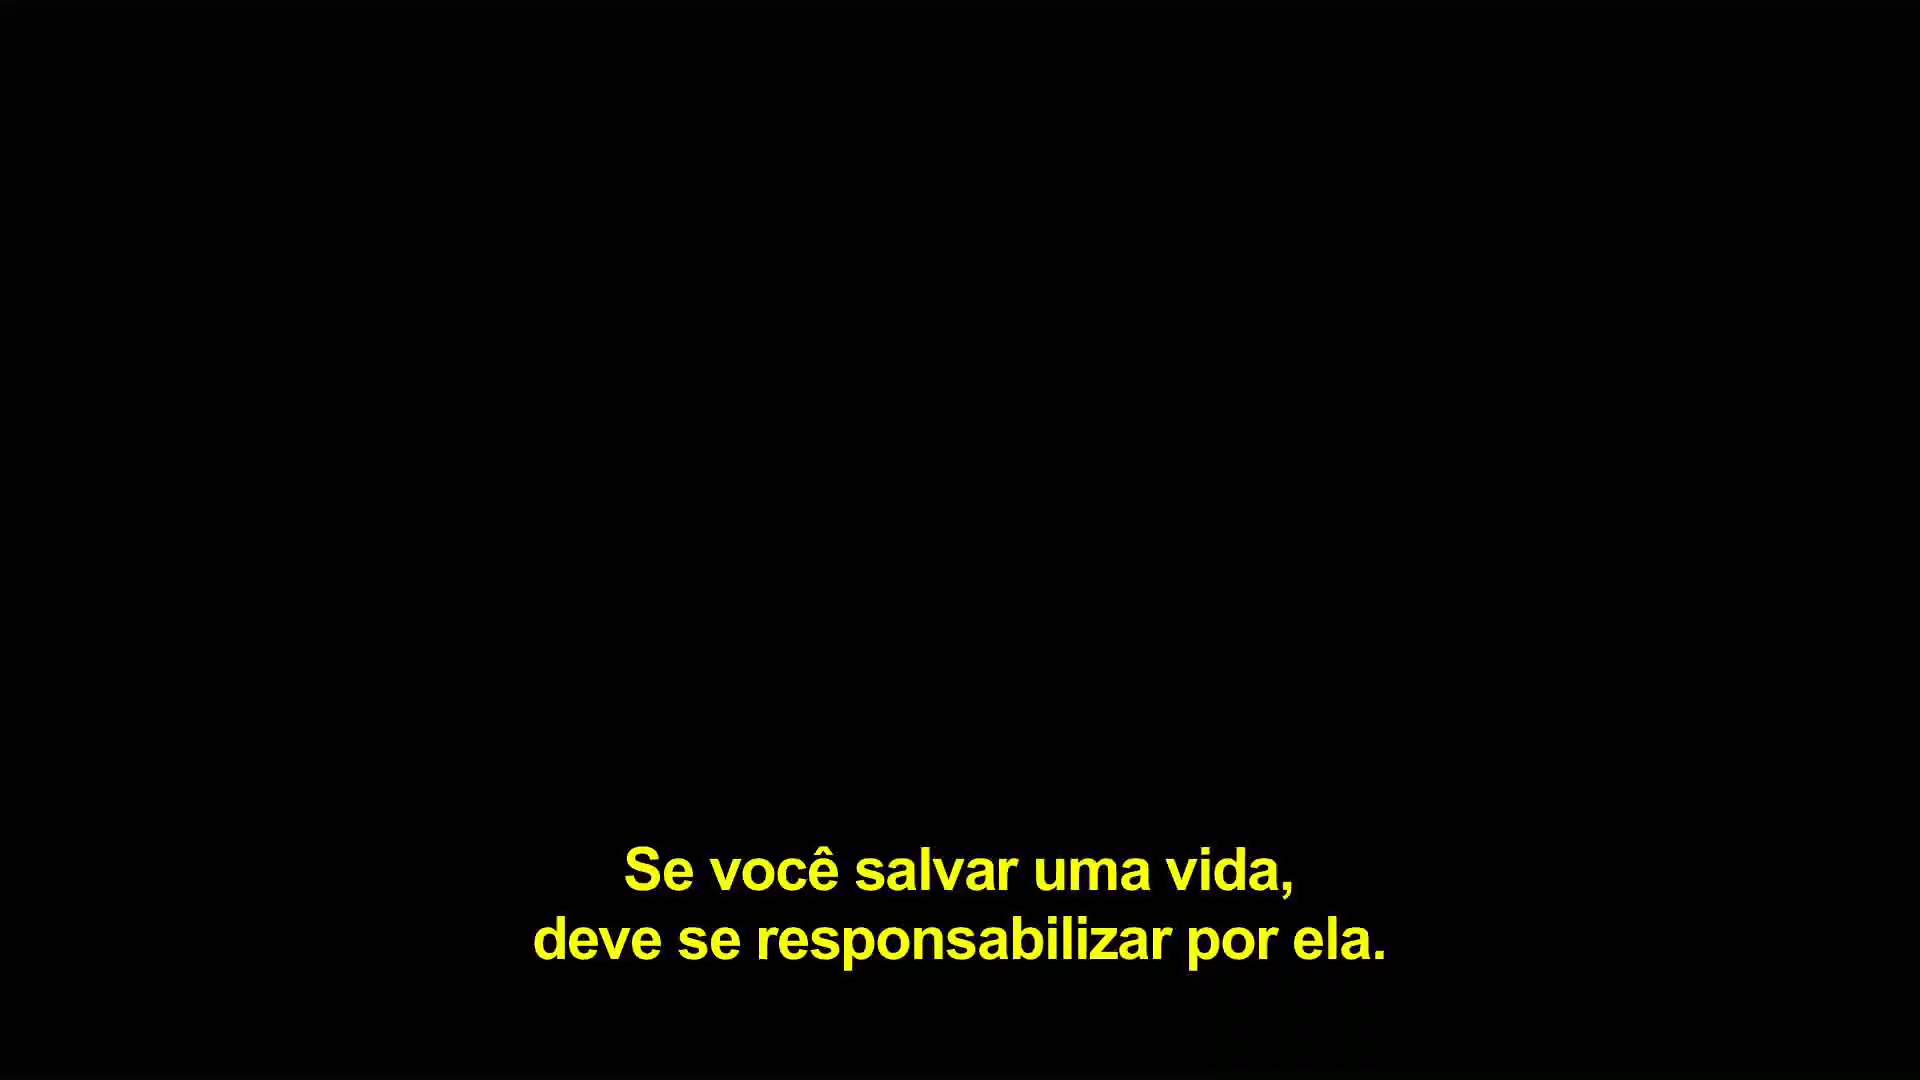 Se você salvar uma vida,
deve se responsabilizar por ela.